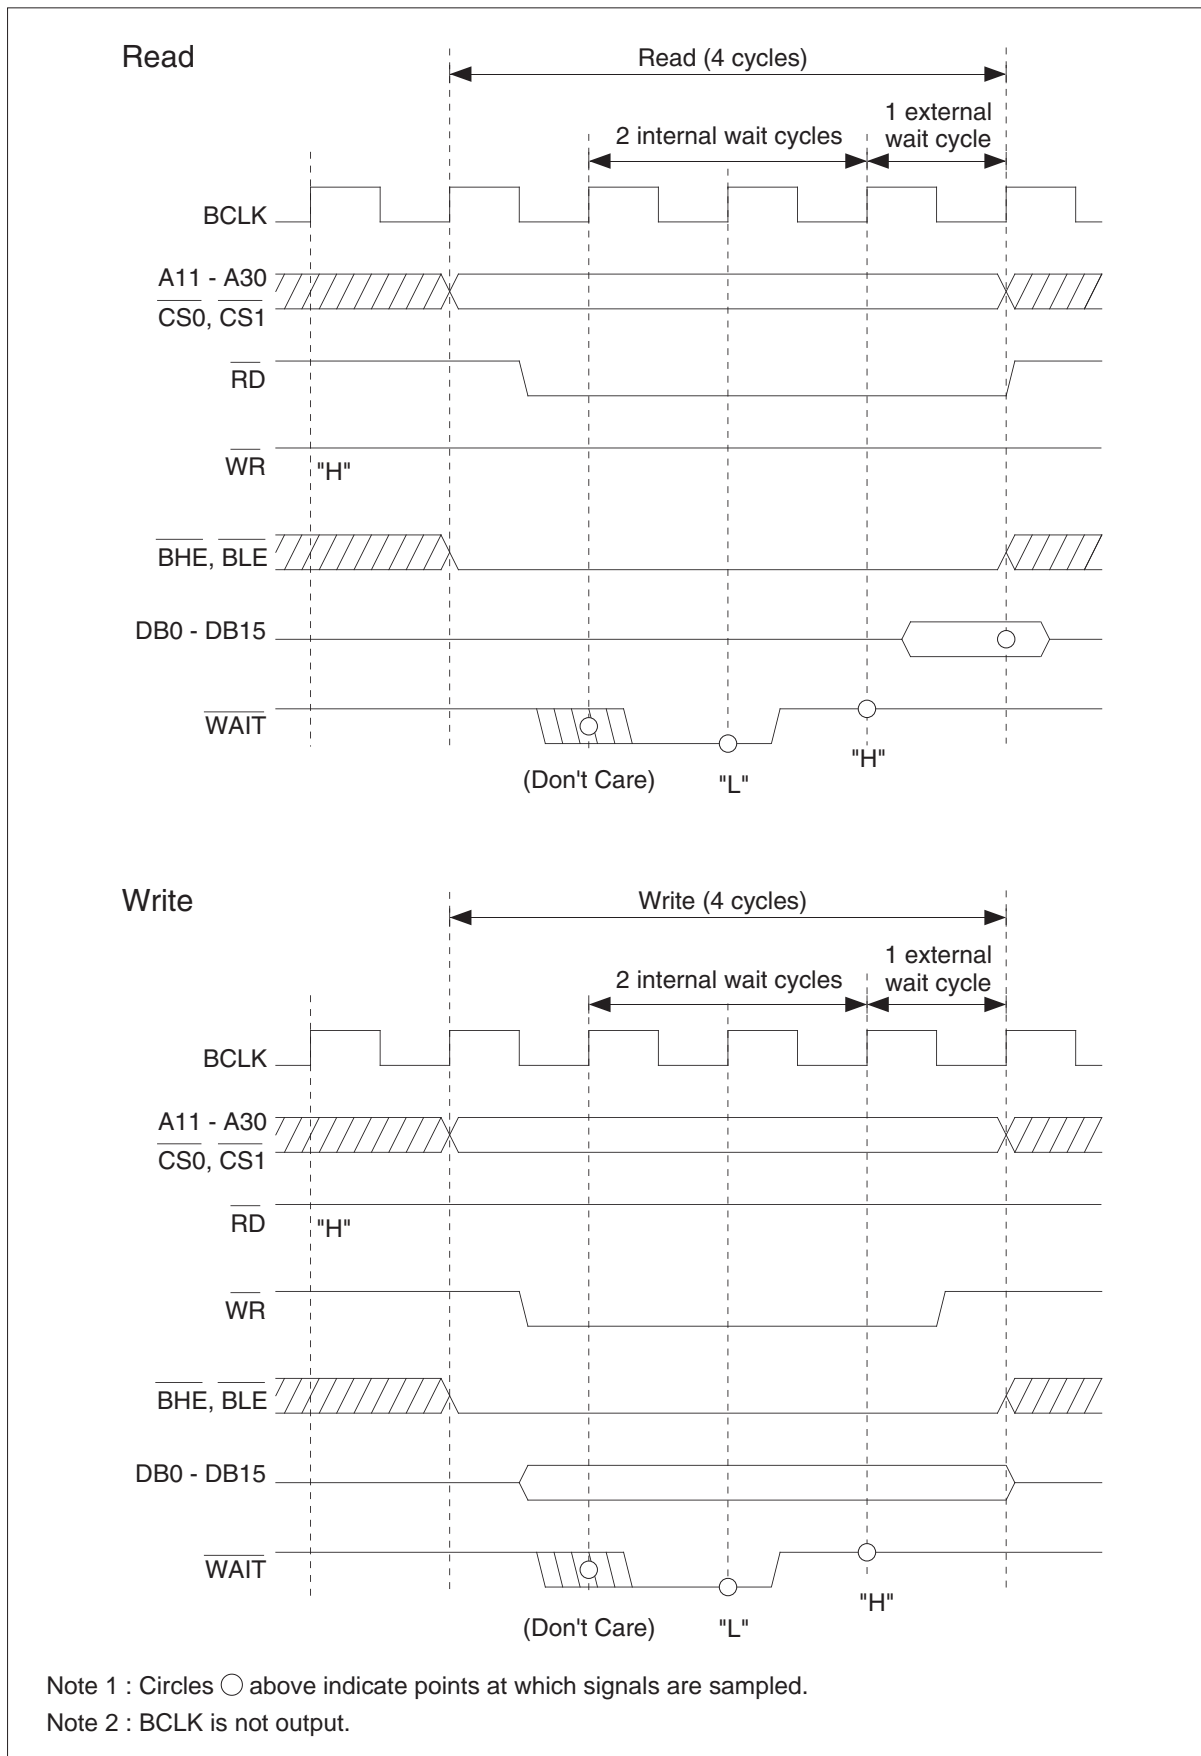 Read
Read (4 cycles)
1 external
wait cycle
2 internal wait cycles
BCLK
A11 - A30
CS0, CS1
RD
WR
"H"
BHE, BLE
DB0 - DB15
WAIT
(Don't Care)
"L"
"H"
Write
Write (4 cycles)
1 external
wait cycle
2 internal wait cycles
BCLK
A11 - A30
CS0, CS1
RD
"H"
WR
BHE, BLE
DB0 - DB15
WAIT
(Don't Care)
"L"
"H"
Note 1 : Circles ○ above indicate points at which signals are sampled.
Note 2 : BCLK is not output.